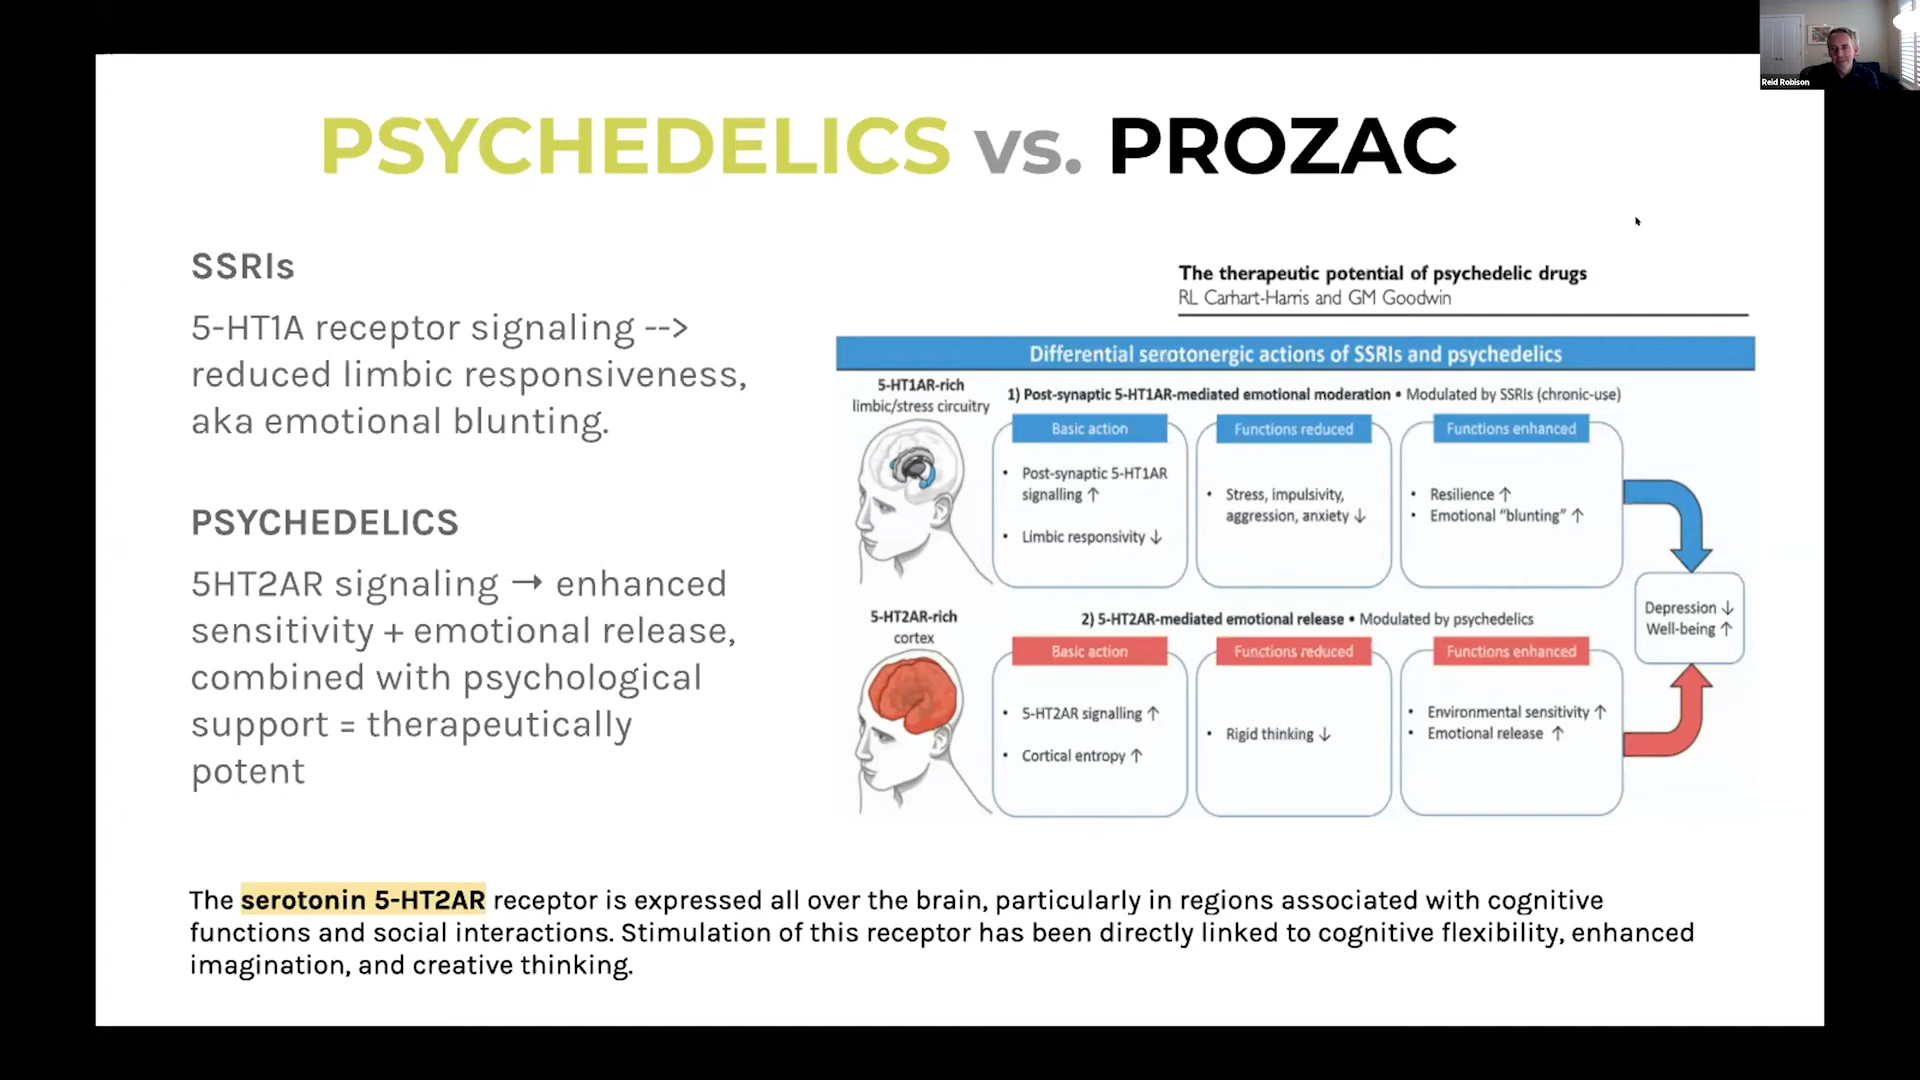 Reid Robison
PSYCHEDELICS vs. PROZAC
SSRIs
5-HT1A receptor signaling -->
reduced limbic responsiveness,
aka emotional blunting.
PSYCHEDELICS
5HT2AR signaling → enhanced
sensitivity + emotional release,
combined with psychological
support = therapeutically
potent
The therapeutic potential of psychedelic drugs
RL Carhart-Harris and GM Goodwin
Differential serotonergic actions of SSRIs and psychedelics
5-HT1AR-rich
limbic/stress circuitry
1) Post-synaptic 5-HT1AR-mediated emotional moderation • Modulated by SSRIs (chronic-use)
Basic action
• Post-synaptic 5-HT1AR
signalling ↑
• Limbic responsivity ↓
Functions reduced
• Stress, impulsivity,
aggression, anxiety ↓
Functions enhanced
• Resilience ↑
• Emotional “blunting” ↑
5-HT2AR-rich
cortex
2) 5-HT2AR-mediated emotional release • Modulated by psychedelics
Basic action
• 5-HT2AR signalling ↑
• Cortical entropy ↑
Functions reduced
• Rigid thinking ↓
Functions enhanced
• Environmental sensitivity ↑
• Emotional release ↑
Depression ↓
Well-being ↑
The serotonin 5-HT2AR receptor is expressed all over the brain, particularly in regions associated with cognitive
functions and social interactions. Stimulation of this receptor has been directly linked to cognitive flexibility, enhanced
imagination, and creative thinking.